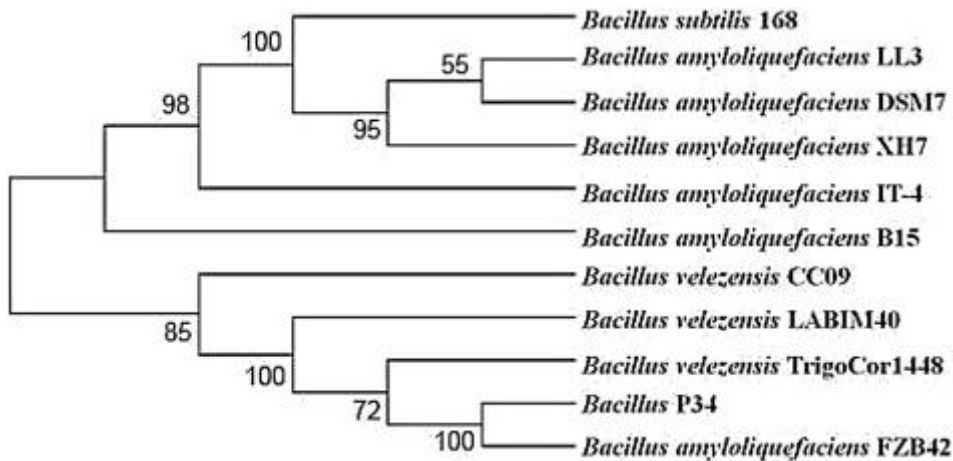 Bacillus subtilis 168
100
Bacillus amyloliquefaciens LL3
55
98
Bacillus amyloliquefaciens DSM7
95
Bacillus amyloliquefaciens XH7
Bacillus amyloliquefaciens IT-4
Bacillus amyloliquefaciens B15
Bacillus velezensis CC09
85
Bacillus velezensis LABIM40
100
Bacillus velezensis TrigoCor1448
72
Bacillus P34
100
Bacillus amyloliquefaciens FZB42